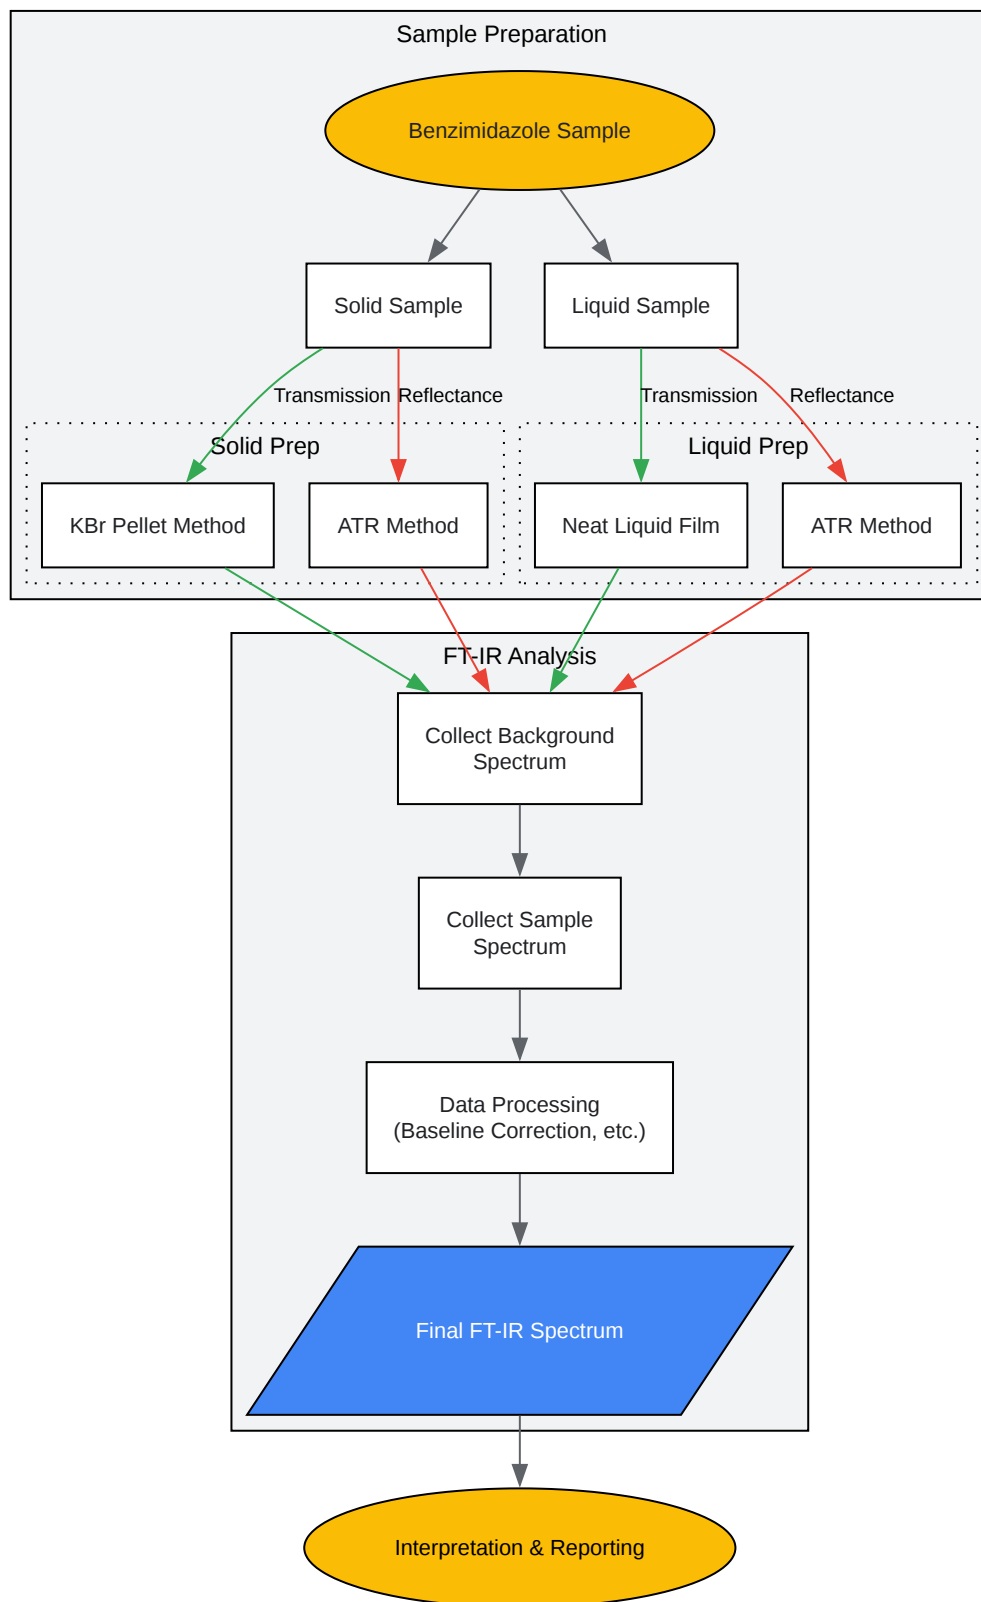 Sample Preparation
Benzimidazole Sample
Solid Sample
Liquid Sample
Transmission
Reflectance
Transmission
Reflectance
Solid Prep
Liquid Prep
KBr Pellet Method
ATR Method
Neat Liquid Film
ATR Method
FT-IR Analysis
Collect Background
Spectrum
Collect Sample
Spectrum
Data Processing
(Baseline Correction, etc.)
Final FT-IR Spectrum
Interpretation & Reporting